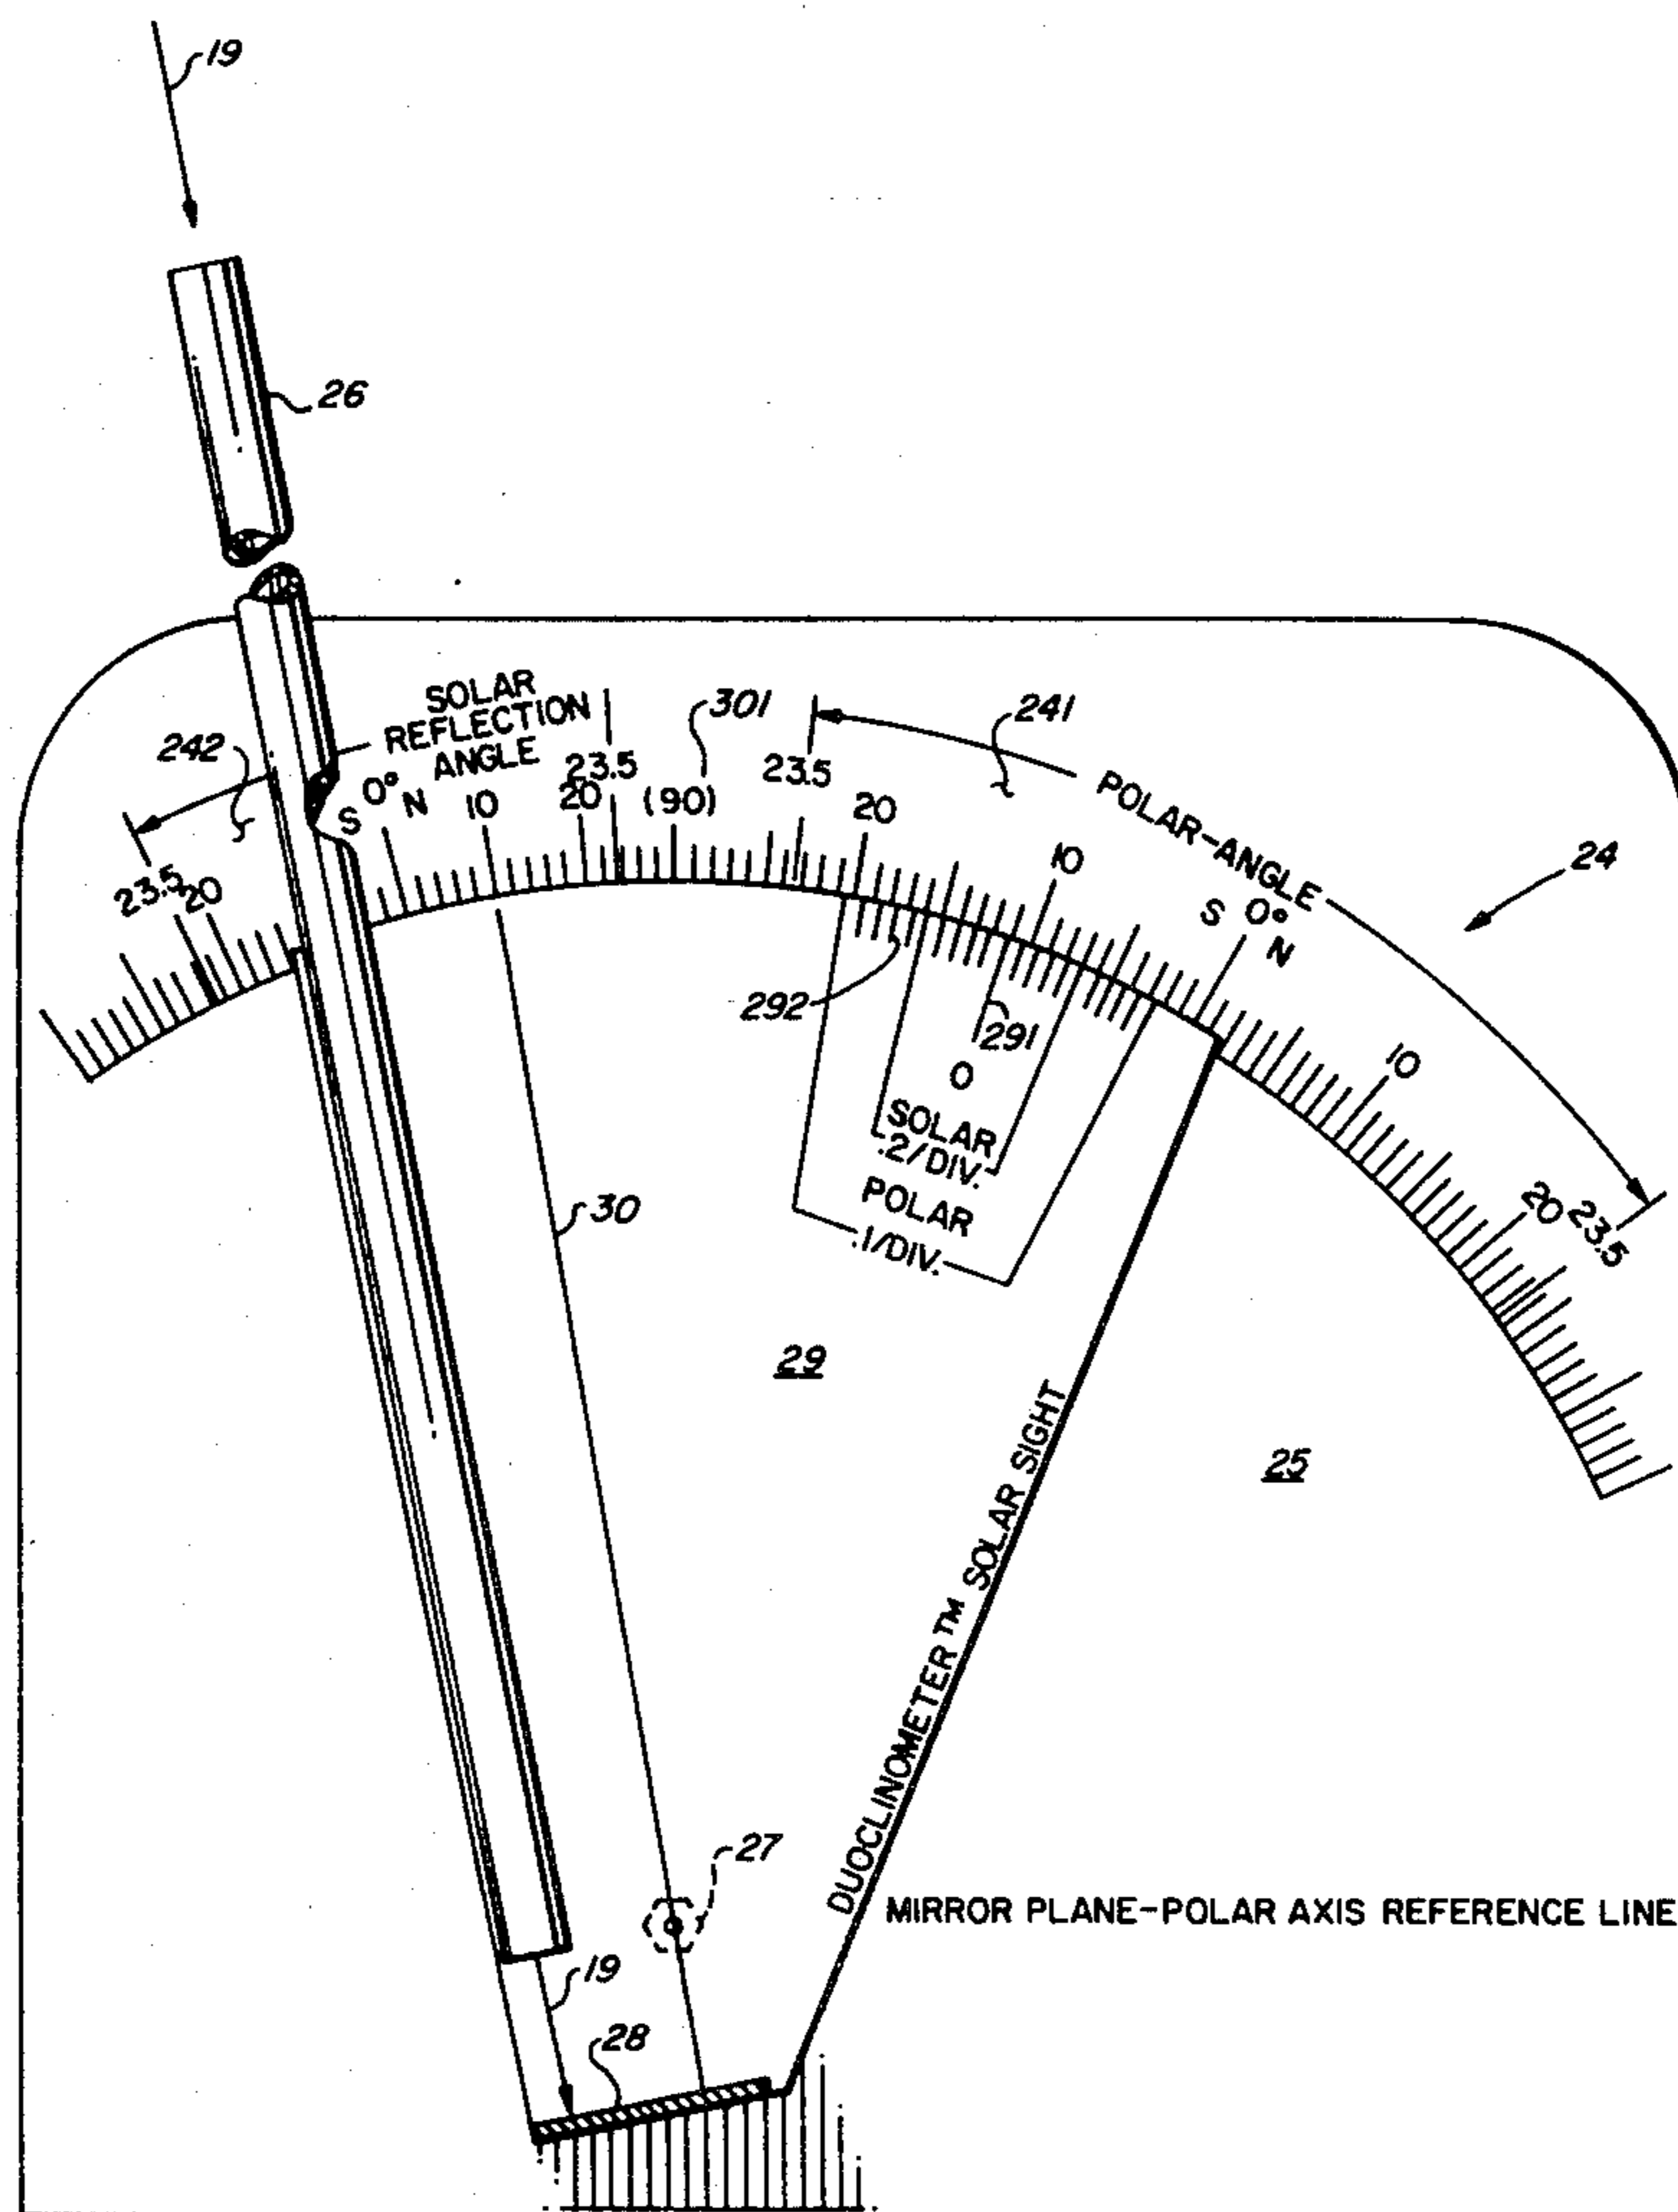 19
26
SOLAR
REFLECTION
ANGLE
301
241
242
S 0° N 10 20 23.5 (90) 23.5 20
23.5 20
POLAR-ANGLE
10
24
S 0° N
292
291
0
SOLAR
.2/DIV.
POLAR
.1/DIV.
10
20 23.5
30
29
25
DUOCLINOMETER™ SOLAR SIGHT
27
MIRROR PLANE-POLAR AXIS REFERENCE LINE
19
28